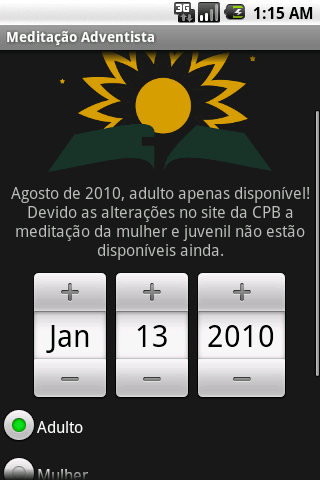 3G 1:15 AM
Meditação Adventista
Agosto de 2010, adulto apenas disponível!
Devido as alterações no site da CPB a
meditação da mulher e juvenil não estão
disponíveis ainda.
+ + +
Jan 13 2010
− − −
Adulto
Mulher